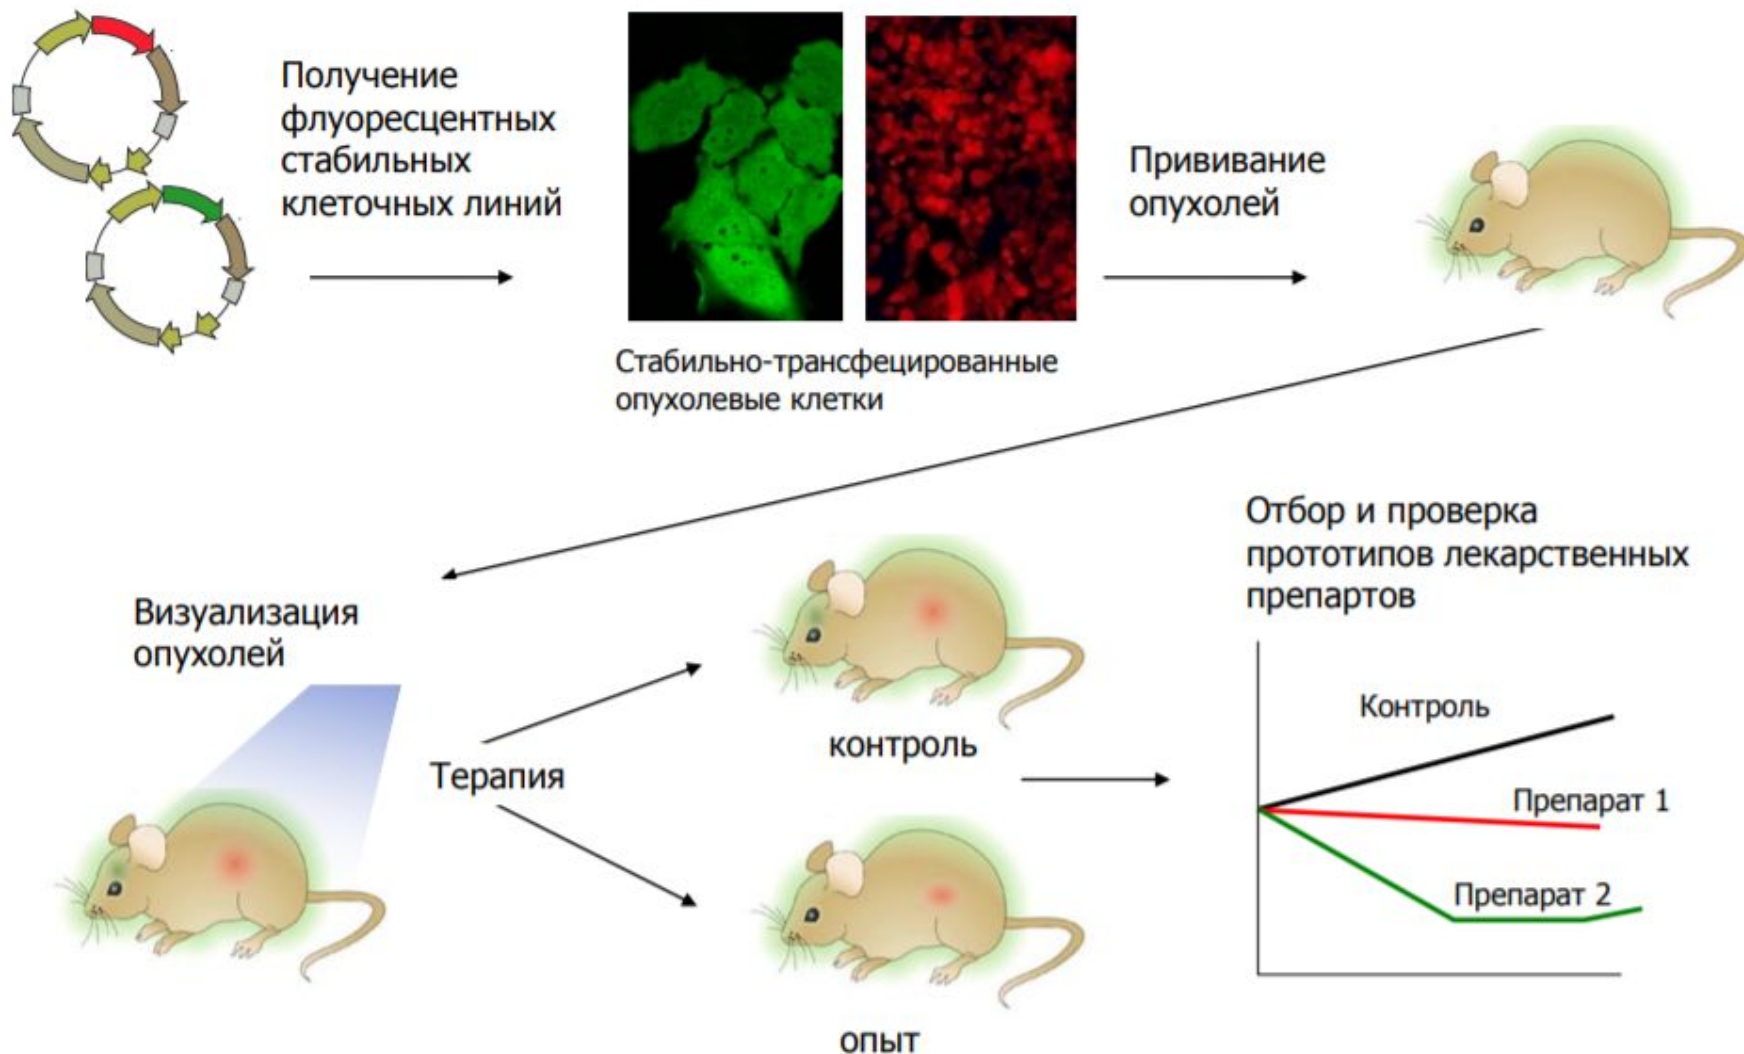 Получение
флуоресцентных
стабильных
клеточных линий
Стабильно-трансфецированные
опухолевые клетки
Прививание
опухолей
Визуализация
опухолей
Терапия
контроль
опыт
Отбор и проверка
прототипов лекарственных
препартов
Контроль
Препарат 1
Препарат 2